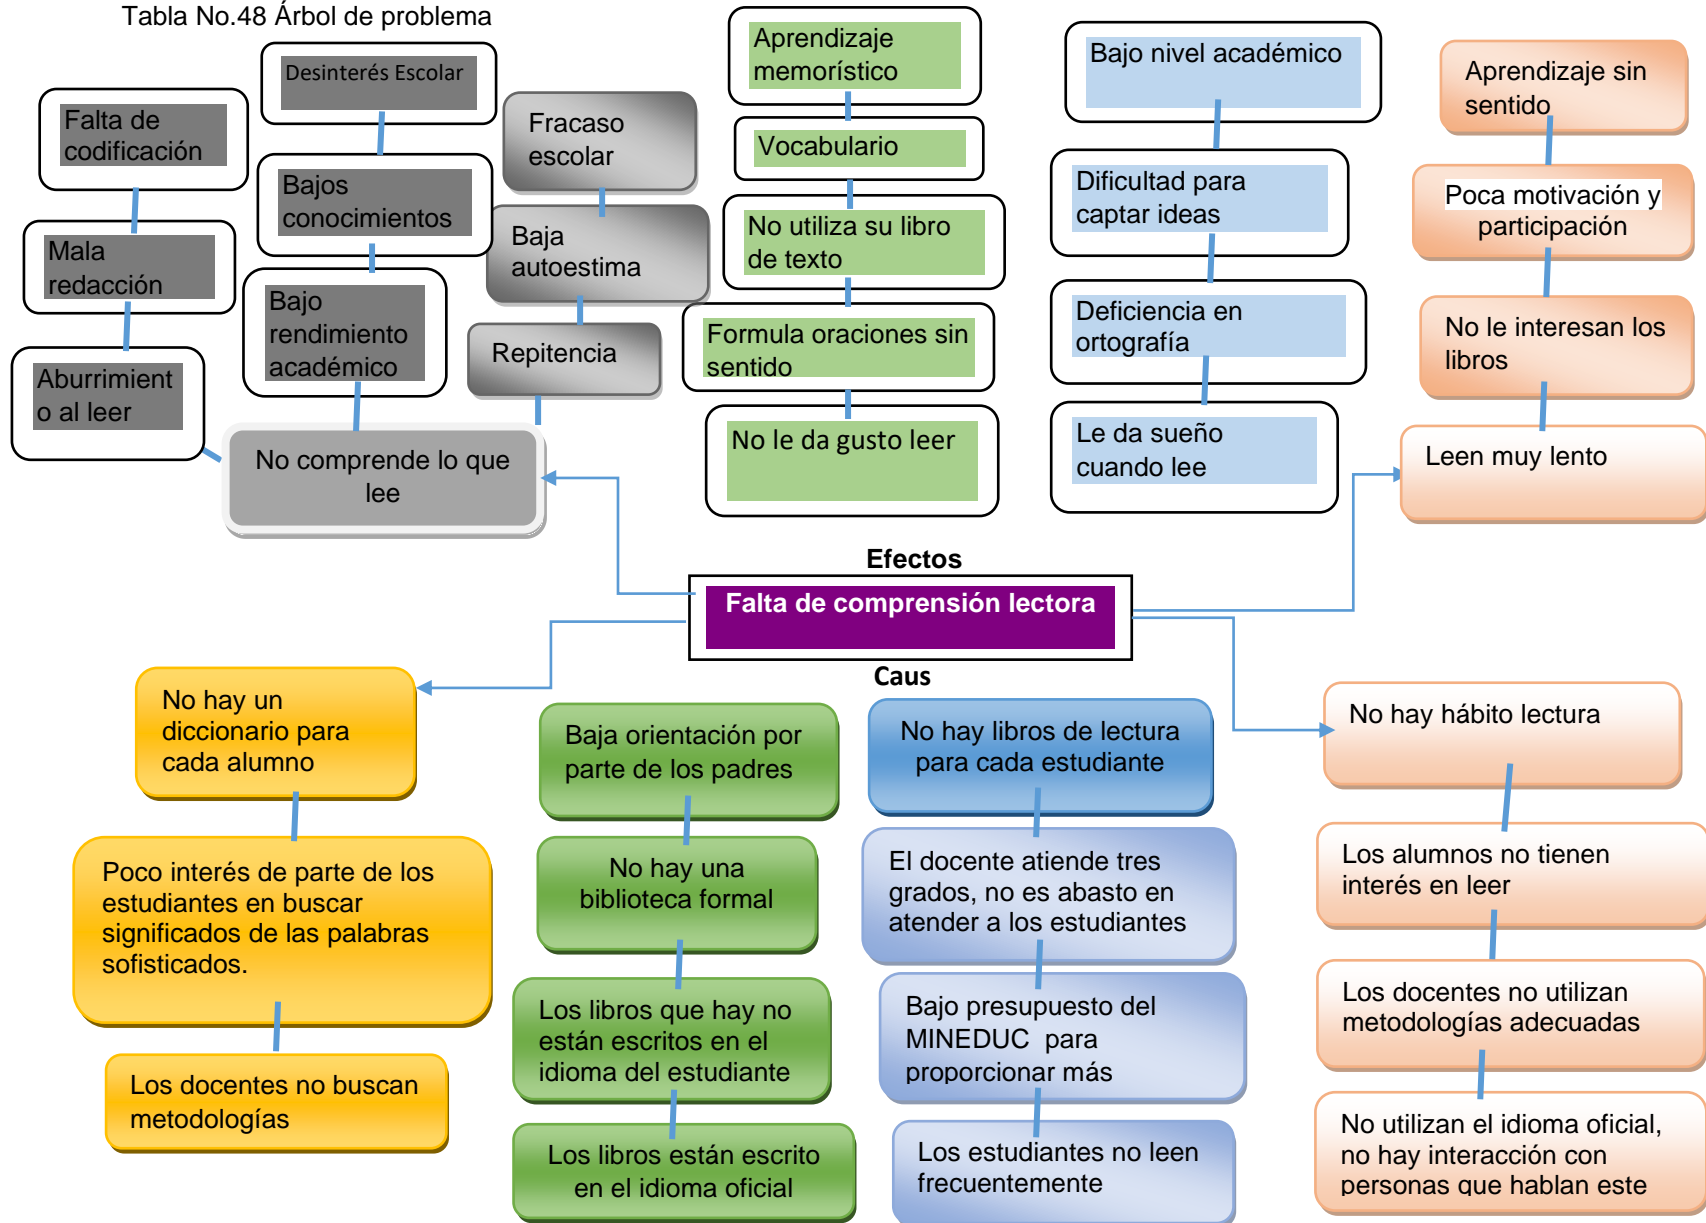 Tabla No.48 Árbol de problema
Falta de
codificación
Mala
redacción
Aburrimient
o al leer
Desinterés Escolar
Bajos
conocimientos
Bajo
rendimiento
académico
Fracaso
escolar
Baja
autoestima
Repitencia
No comprende lo que
lee
Aprendizaje
memorístico
Vocabulario
No utiliza su libro
de texto
Formula oraciones sin
sentido
No le da gusto leer
Bajo nivel académico
Dificultad para
captar ideas
Deficiencia en
ortografía
Le da sueño
cuando lee
Aprendizaje sin
sentido
Poca motivación y
participación
No le interesan los
libros
Leen muy lento
Efectos
Falta de comprensión lectora
Caus
No hay un
diccionario para
cada alumno
Poco interés de parte de los
estudiantes en buscar
significados de las palabras
sofisticados.
Los docentes no buscan
metodologías
Baja orientación por
parte de los padres
No hay una
biblioteca formal
Los libros que hay no
están escritos en el
idioma del estudiante
Los libros están escrito
en el idioma oficial
No hay libros de lectura
para cada estudiante
El docente atiende tres
grados, no es abasto en
atender a los estudiantes
Bajo presupuesto del
MINEDUC para
proporcionar más
Los estudiantes no leen
frecuentemente
No hay hábito lectura
Los alumnos no tienen
interés en leer
Los docentes no utilizan
metodologías adecuadas
No utilizan el idioma oficial,
no hay interacción con
personas que hablan este